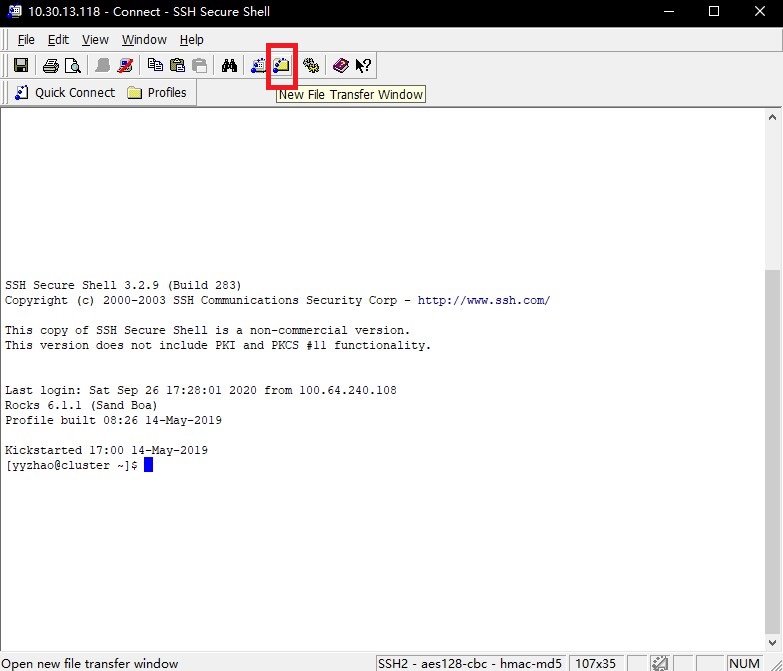 10.30.13.118 - Connect - SSH Secure Shell
File Edit View Window Help
Quick Connect Profiles
New File Transfer Window
SSH Secure Shell 3.2.9 (Build 283)
Copyright (c) 2000-2003 SSH Communications Security Corp - http://www.ssh.com/
This copy of SSH Secure Shell is a non-commercial version.
This version does not include PKI and PKCS #11 functionality.
Last login: Sat Sep 26 17:28:01 2020 from 100.64.240.108
Rocks 6.1.1 (Sand Boa)
Profile built 08:26 14-May-2019
Kickstarted 17:00 14-May-2019
[yyzhao@cluster ~]$
Open new file transfer window SSH2 - aes128-cbc - hmac-md5 107x35 NUM